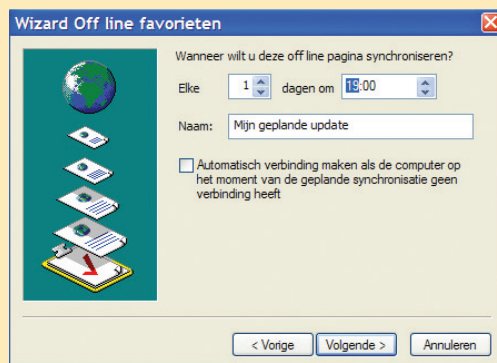 Wizard Off line favorieten
Wanneer wilt u deze off line pagina synchroniseren?
Elke 1 dagen om 19:00
Naam: Mijn geplande update
Automatisch verbinding maken als de computer op
het moment van de geplande synchronisatie geen
verbinding heeft
< Vorige Volgende > Annuleren